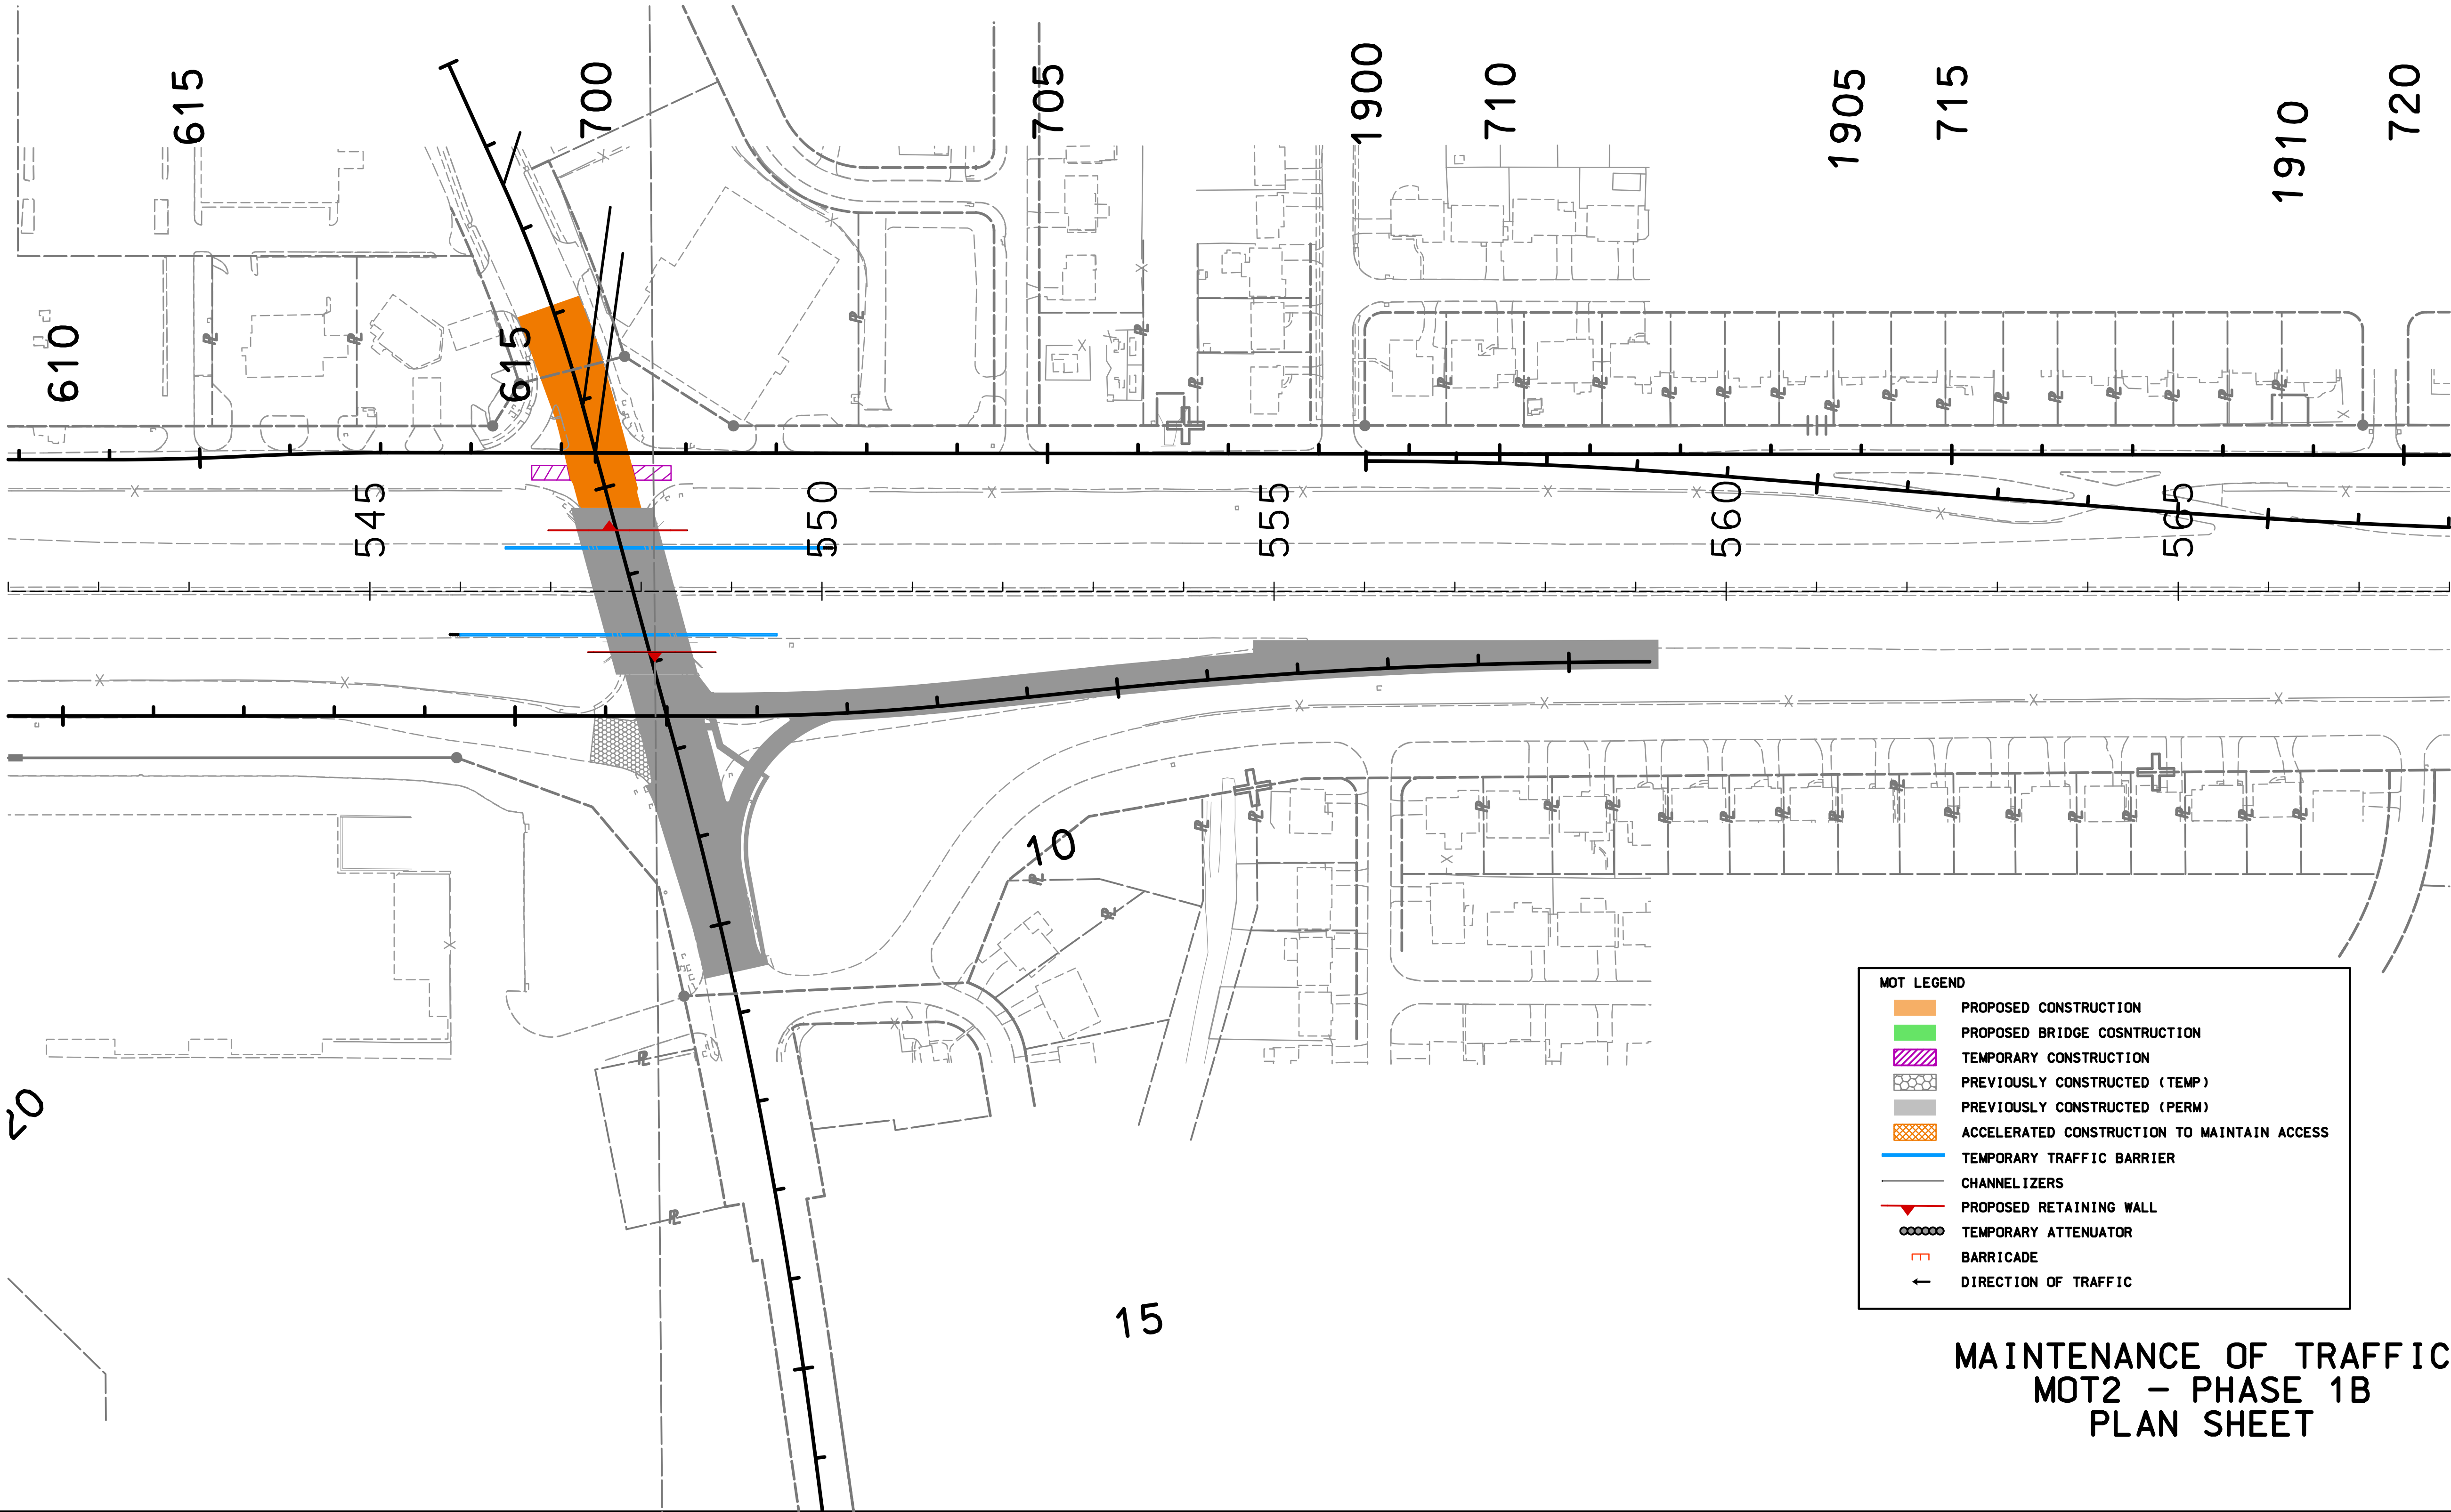 615
700
705
1900
710
1905
715
1910
720
610
615
545
550
555
560
565
10
15
20
MOT LEGEND
PROPOSED CONSTRUCTION
PROPOSED BRIDGE COSNTRUCTION
TEMPORARY CONSTRUCTION
PREVIOUSLY CONSTRUCTED (TEMP)
PREVIOUSLY CONSTRUCTED (PERM)
ACCELERATED CONSTRUCTION TO MAINTAIN ACCESS
TEMPORARY TRAFFIC BARRIER
CHANNELIZERS
PROPOSED RETAINING WALL
TEMPORARY ATTENUATOR
BARRICADE
DIRECTION OF TRAFFIC
MAINTENANCE OF TRAFFIC
MOT2 - PHASE 1B
PLAN SHEET